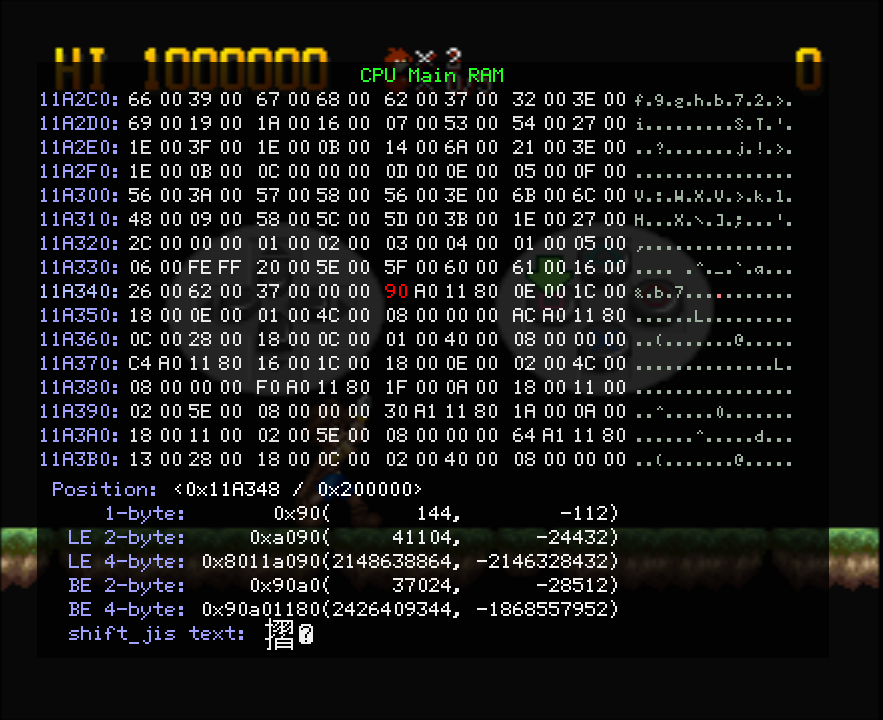 HI 1000000 × 2 0
CPU Main RAM
11A2C0: 66 00 39 00 67 00 68 00 62 00 37 00 32 00 3E 00 f.9.g.h.b.7.2.>.
11A2D0: 69 00 19 00 1A 00 16 00 07 00 53 00 54 00 27 00 i.........S.T.'.
11A2E0: 1E 00 3F 00 1E 00 0B 00 14 00 6A 00 21 00 3E 00 ..?.......j.!.>.
11A2F0: 1E 00 0B 00 0C 00 00 00 0D 00 0E 00 05 00 0F 00 ................
11A300: 56 00 3A 00 57 00 58 00 56 00 3E 00 6B 00 6C 00 V.:.W.X.V.>.k.l.
11A310: 48 00 09 00 58 00 5C 00 5D 00 3B 00 1E 00 27 00 H...X.\.].;...'.
11A320: 2C 00 00 00 01 00 02 00 03 00 04 00 01 00 05 00 ,...............
11A330: 06 00 FE FF 20 00 5E 00 5F 00 60 00 61 00 16 00 .... .^._.`.a...
11A340: 26 00 62 00 37 00 00 00 90 A0 11 80 0E 00 1C 00 &.b.7...........
11A350: 18 00 0E 00 01 00 4C 00 08 00 00 00 AC A0 11 80 ......L.........
11A360: 0C 00 28 00 18 00 0C 00 01 00 40 00 08 00 00 00 ..(.......@.....
11A370: C4 A0 11 80 16 00 1C 00 18 00 0E 00 02 00 4C 00 ..............L.
11A380: 08 00 00 00 F0 A0 11 80 1F 00 0A 00 18 00 11 00 ................
11A390: 02 00 5E 00 08 00 00 00 30 A1 11 80 1A 00 0A 00 ..^.....0.......
11A3A0: 18 00 11 00 02 00 5E 00 08 00 00 00 64 A1 11 80 ......^.....d...
11A3B0: 13 00 28 00 18 00 0C 00 02 00 40 00 08 00 00 00 ..(.......@.....
Position: <0x11A348 / 0x200000>
1-byte: 0x90( 144, -112)
LE 2-byte: 0xa090( 41104, -24432)
LE 4-byte: 0x8011a090(2148638864, -2146328432)
BE 2-byte: 0x90a0( 37024, -28512)
BE 4-byte: 0x90a01180(2426409344, -1868557952)
shift_jis text: 摺?